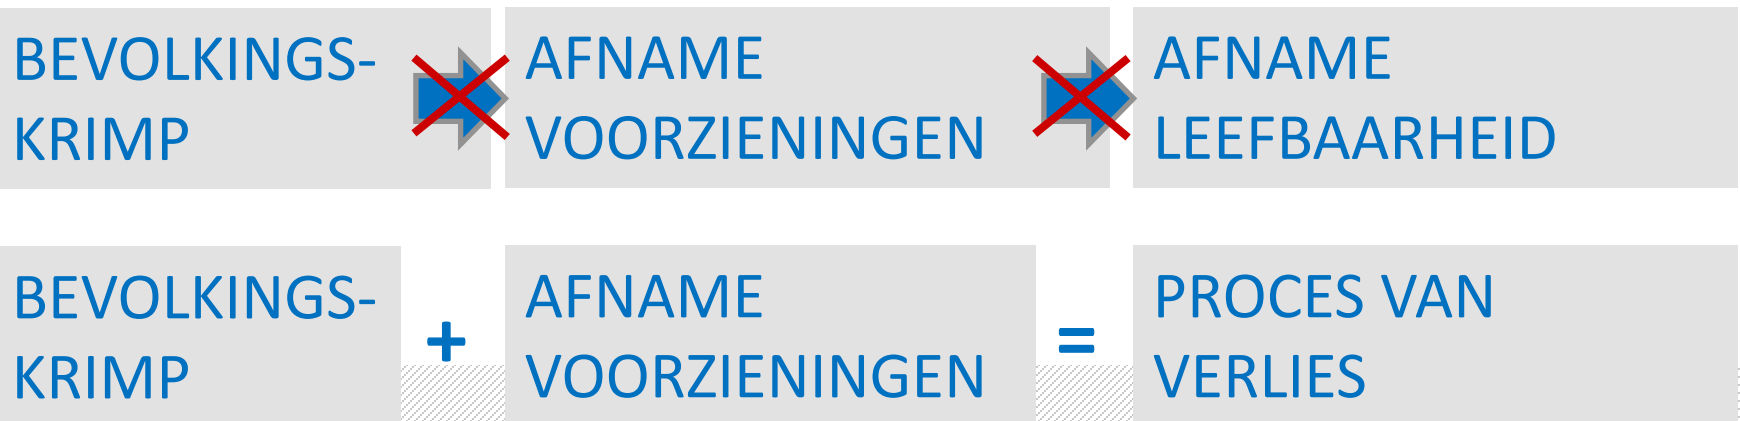 BEVOLKINGS-
KRIMP
AFNAME
VOORZIENINGEN
AFNAME
LEEFBAARHEID
BEVOLKINGS-
KRIMP
+
AFNAME
VOORZIENINGEN
=
PROCES VAN
VERLIES